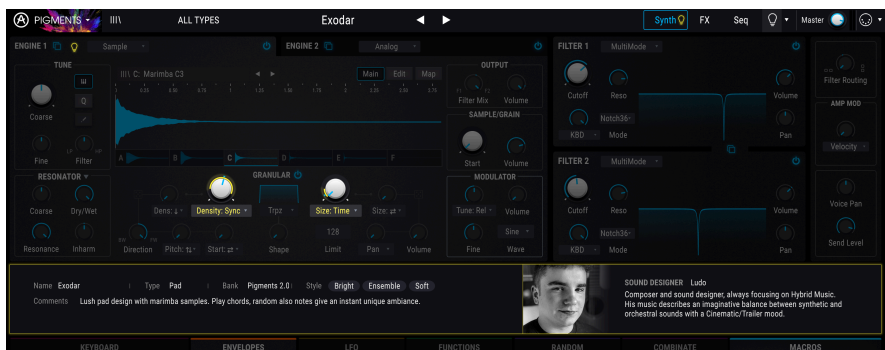 PIGMENTS
ALL TYPES
Exodar
Synth
FX
Seq
Master
ENGINE 1
Sample
ENGINE 2
Analog
FILTER 1
MultiMode
TUNE
C: Marimba C3
Main
Edit
Map
OUTPUT
Filter Mix
Volume
Cutoff
Reso
Volume
Filter Routing
Coarse
SAMPLE/GRAIN
KBD
Notch36
Mode
Pan
AMP MOD
Velocity
Fine
Filter
A
B
C
D
E
F
Start
Volume
FILTER 2
MultiMode
RESONATOR
GRANULAR
MODULATOR
Coarse
Dry/Wet
Dens:
Density: Sync
Trpz
Size: Time
Size:
Tune: Rel
Volume
Cutoff
Reso
Volume
Voice Pan
128
Sine
Notch36
Resonance
Inharm
Direction
Pitch:
Start:
Shape
Limit
Pan
Volume
Fine
Wave
KBD
Mode
Pan
Send Level
Name Exodar Type Pad Bank Pigments 2.0 Style Bright Ensemble Soft
Comments Lush pad design with marimba samples. Play chords, random also notes give an instant unique ambiance.
SOUND DESIGNER Ludo
Composer and sound designer, always focusing on Hybrid Music.
His music describes an imaginative balance between synthetic and
orchestral sounds with a Cinematic/Trailer mood.
KEYBOARD
ENVELOPES
LFO
FUNCTIONS
RANDOM
COMBINATE
MACROS